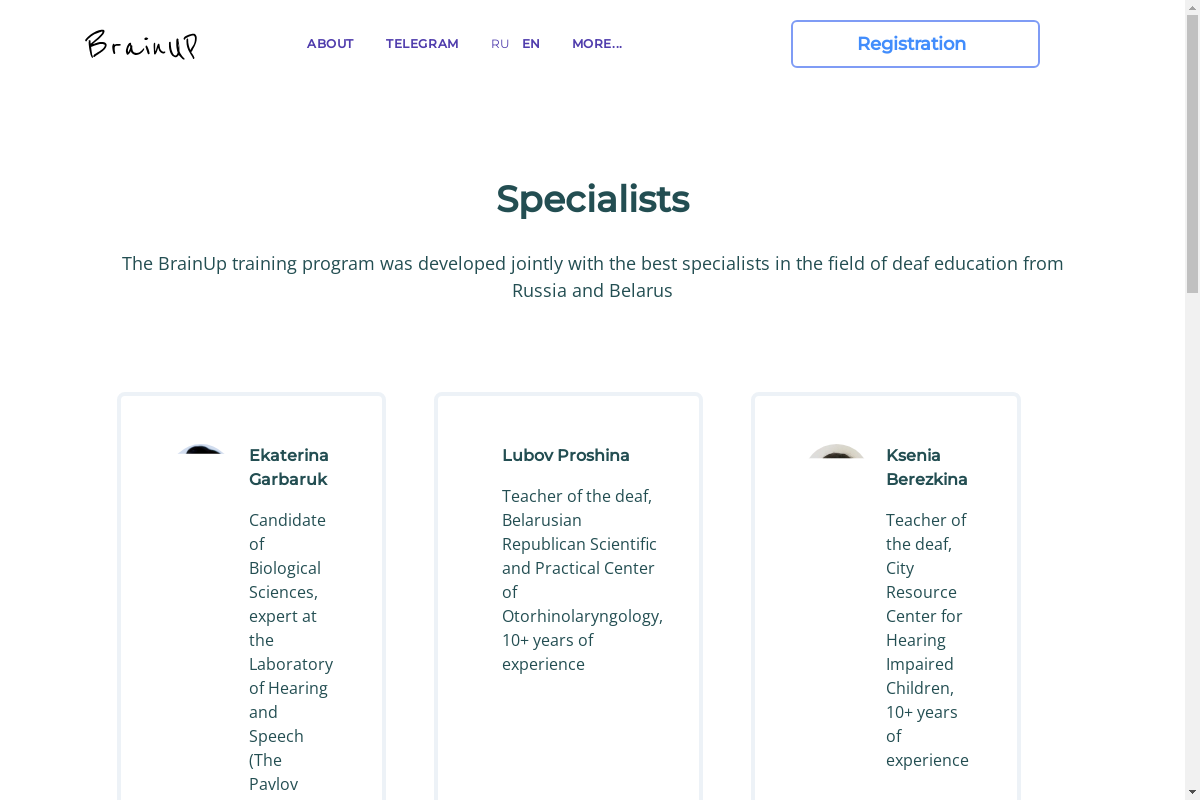 BrainUP
ABOUT
TELEGRAM
RU
EN
MORE...
Registration
Specialists
The BrainUp training program was developed jointly with the best specialists in the field of deaf education from
Russia and Belarus
Ekaterina
Garbaruk
Candidate
of
Biological
Sciences,
expert at
the
Laboratory
of Hearing
and
Speech
(The
Pavlov
Lubov Proshina
Teacher of the deaf,
Belarusian
Republican Scientific
and Practical Center
of
Otorhinolaryngology,
10+ years of
experience
Ksenia
Berezkina
Teacher of
the deaf,
City
Resource
Center for
Hearing
Impaired
Children,
10+ years
of
experience